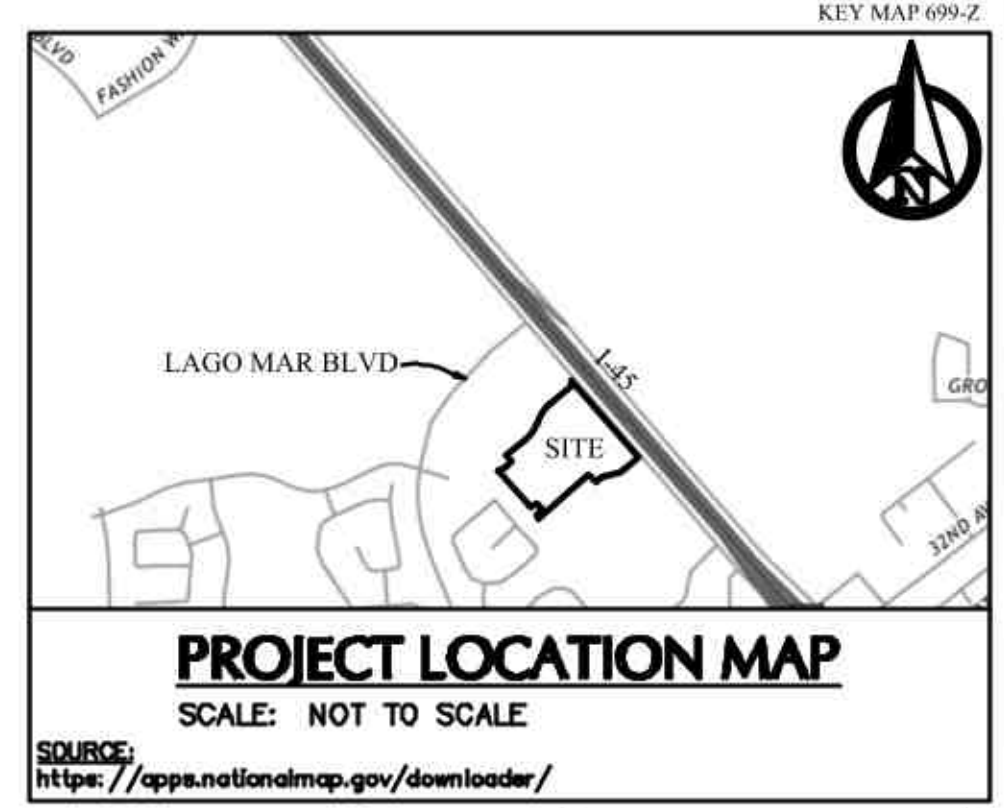 KEY MAP 699-Z
BLVD
FASHION W
N
I-45
LAGO MAR BLVD
GRO
SITE
32ND AV
PROJECT LOCATION MAP
SCALE: NOT TO SCALE
SOURCE:
https://apps.nationalmap.gov/downloader/